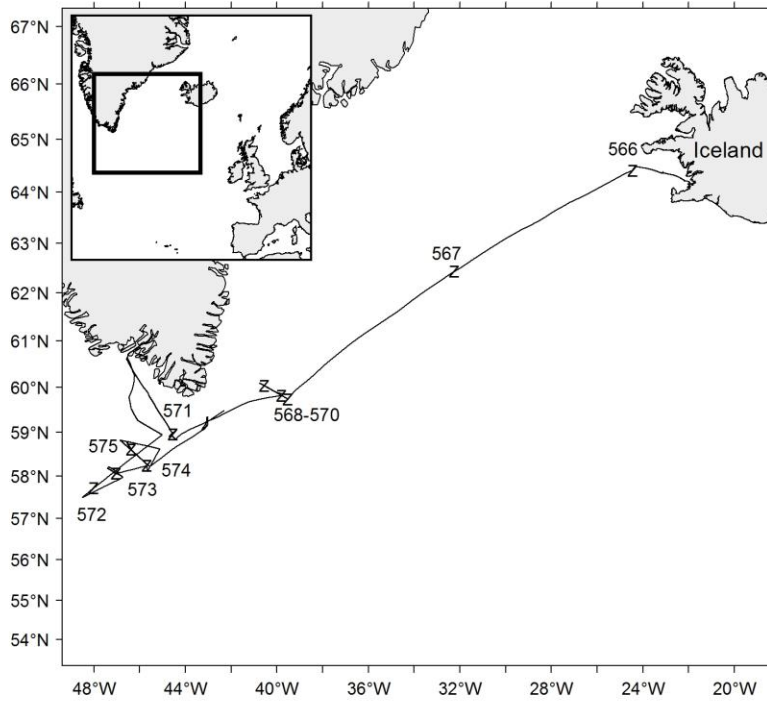 67°N
66°N
65°N
64°N
63°N
62°N
61°N
60°N
59°N
58°N
57°N
56°N
55°N
54°N
566
Iceland
567
Z
Z
Z
Z
Z
568-570
571
Z
575
Z
574
Z
573
Z
572
Z
48°W 44°W 40°W 36°W 32°W 28°W 24°W 20°W